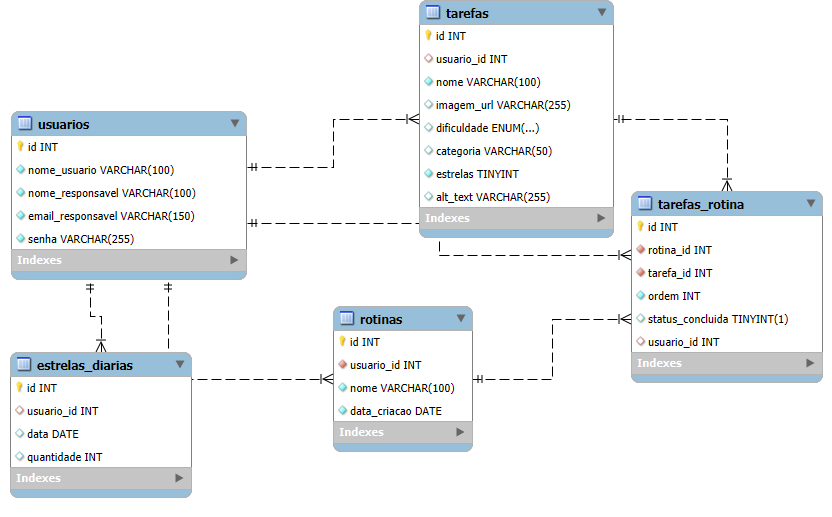 tarefas
id INT
usuario_id INT
nome VARCHAR(100)
imagem_url VARCHAR(255)
dificuldade ENUM(...)
categoria VARCHAR(50)
estrelas TINYINT
alt_text VARCHAR(255)
Indexes
usuarios
id INT
nome_usuario VARCHAR(100)
nome_responsavel VARCHAR(100)
email_responsavel VARCHAR(150)
senha VARCHAR(255)
Indexes
tarefas_rotina
id INT
rotina_id INT
tarefa_id INT
ordem INT
status_concluida TINYINT(1)
usuario_id INT
Indexes
rotinas
id INT
usuario_id INT
nome VARCHAR(100)
data_criacao DATE
Indexes
estrelas_diarias
id INT
usuario_id INT
data DATE
quantidade INT
Indexes